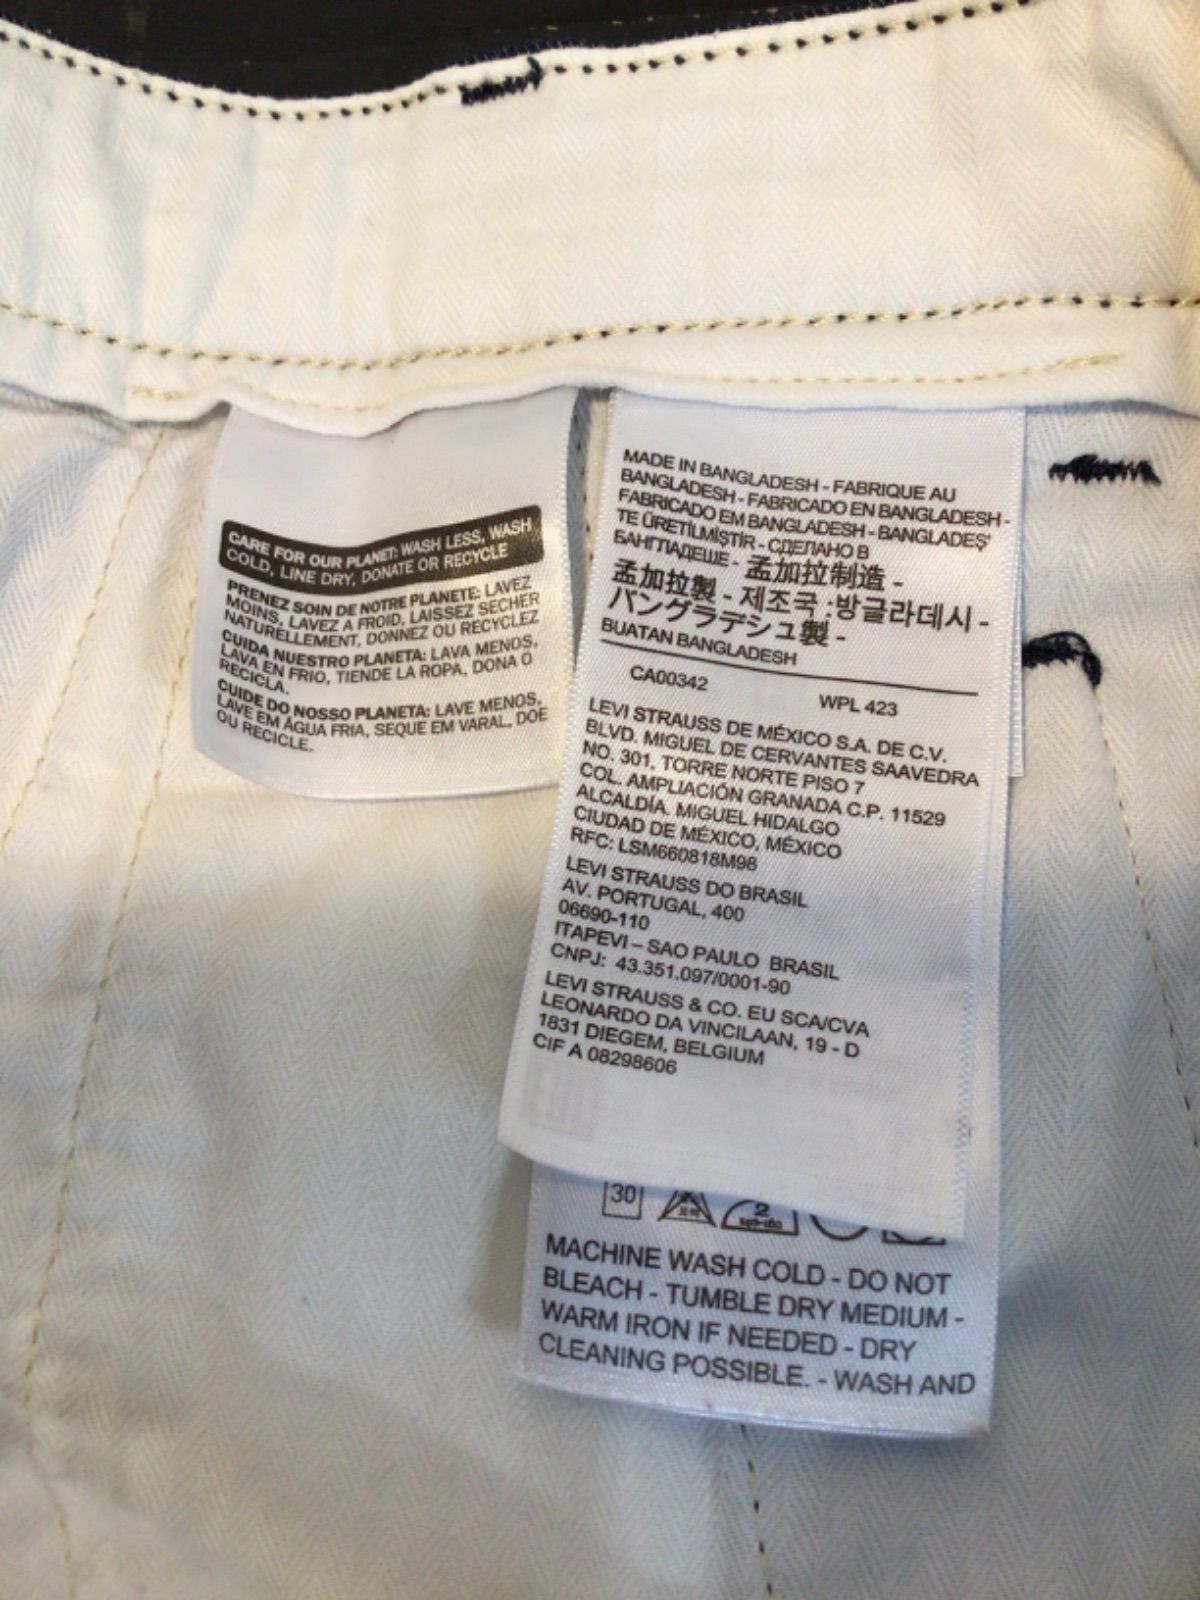 CARE FOR OUR PLANET: WASH LESS, WASH
COLD, LINE DRY, DONATE OR RECYCLE
PRENEZ SOIN DE NOTRE PLANETE: LAVEZ
MOINS, LAVEZ A FROID, LAISSEZ SECHER
NATURELLEMENT, DONNEZ OU RECYCLEZ
CUIDA NUESTRO PLANETA: LAVA MENOS,
LAVA EN FRIO, TIENDE LA ROPA, DONA O
RECICLA.
CUIDE DO NOSSO PLANETA: LAVE MENOS,
LAVE EM ÁGUA FRIA, SEQUE EM VARAL, DOE
OU RECICLE.
MADE IN BANGLADESH - FABRIQUE AU
BANGLADESH - FABRICADO EN BANGLADESH -
FABRICADO EM BANGLADESH - BANGLADEŞ'
TE ÜRETİLMİŞTİR - СДЕЛАНО В
БАНГЛАДЕШЕ - 孟加拉制造 -
孟加拉製 - 제조국 :방글라데시 -
バングラデシュ製 -
BUATAN BANGLADESH
CA00342 WPL 423
LEVI STRAUSS DE MÉXICO S.A. DE C.V.
BLVD. MIGUEL DE CERVANTES SAAVEDRA
NO. 301, TORRE NORTE PISO 7
COL. AMPLIACIÓN GRANADA C.P. 11529
ALCALDÍA. MIGUEL HIDALGO
CIUDAD DE MÉXICO, MÉXICO
RFC: LSM660818M98
LEVI STRAUSS DO BRASIL
AV. PORTUGAL, 400
06690-110
ITAPEVI – SAO PAULO BRASIL
CNPJ: 43.351.097/0001-90
LEVI STRAUSS & CO. EU SCA/CVA
LEONARDO DA VINCILAAN, 19 - D
1831 DIEGEM, BELGIUM
CIF A 08298606
30 2
MACHINE WASH COLD - DO NOT
BLEACH - TUMBLE DRY MEDIUM -
WARM IRON IF NEEDED - DRY
CLEANING POSSIBLE. - WASH AND